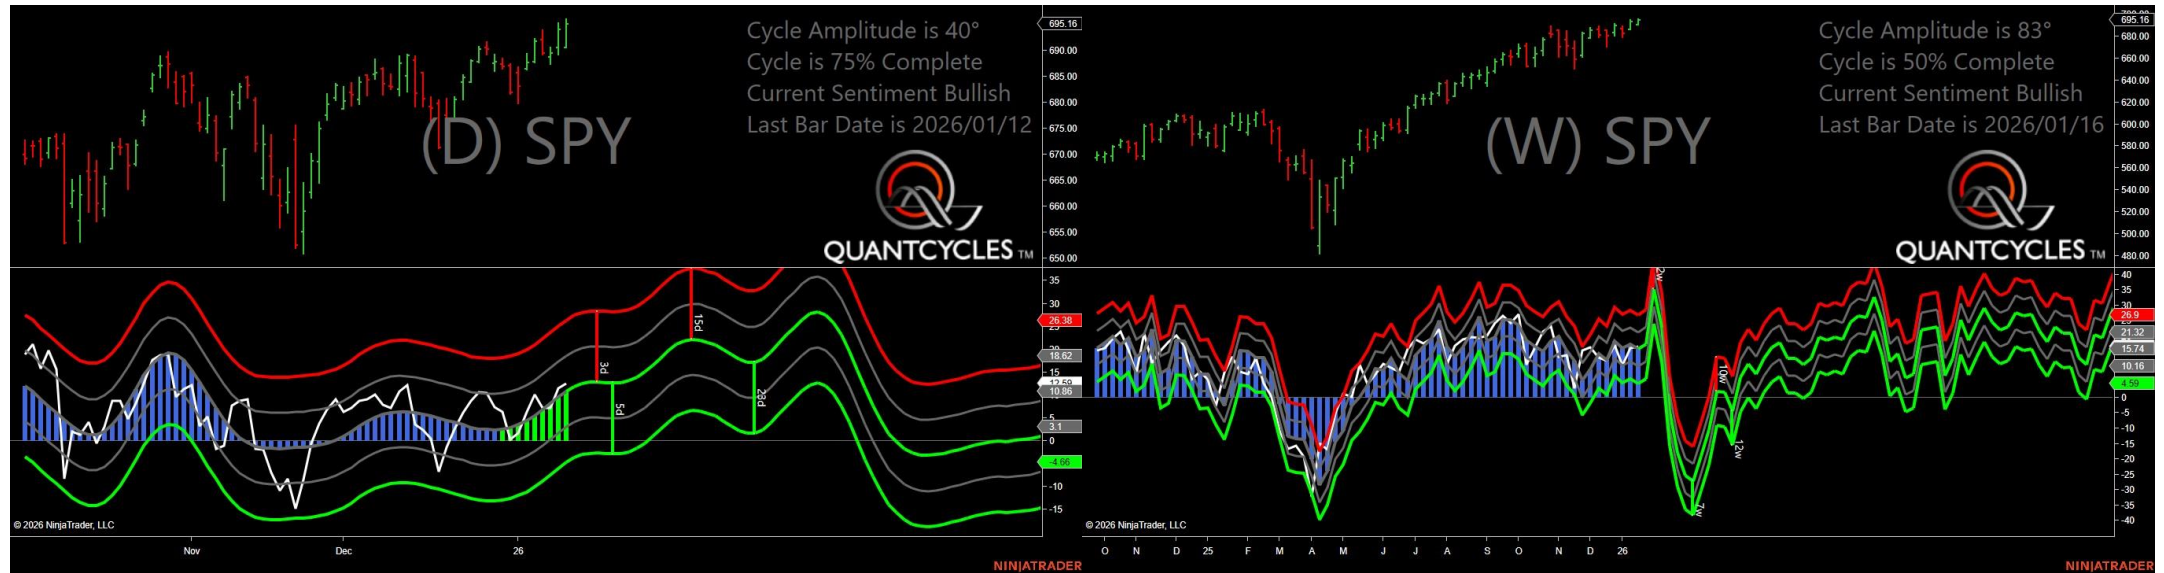 Cycle Amplitude is 40°
Cycle is 75% Complete
Current Sentiment Bullish
Last Bar Date is 2026/01/12
(D) SPY
QUANTCYCLES TM
695.16
690.00
685.00
680.00
675.00
670.00
665.00
660.00
655.00
650.00
35
30
26.38
18.62
15
12.59
10.86
5
3.1
0
-4.66
-10
-15
3d
5d
15d
23d
© 2026 NinjaTrader, LLC
Nov
Dec
26
NINJATRADER
Cycle Amplitude is 83°
Cycle is 50% Complete
Current Sentiment Bullish
Last Bar Date is 2026/01/16
(W) SPY
QUANTCYCLES TM
695.16
680.00
660.00
640.00
620.00
600.00
580.00
560.00
540.00
520.00
500.00
480.00
40
35
30
26.9
21.32
15.74
10.16
4.59
0
-5
-10
-15
-20
-25
-30
-35
-40
2w
7w
10w
12w
© 2026 NinjaTrader, LLC
O N D 25 F M A M J J A S O N D 26
NINJATRADER